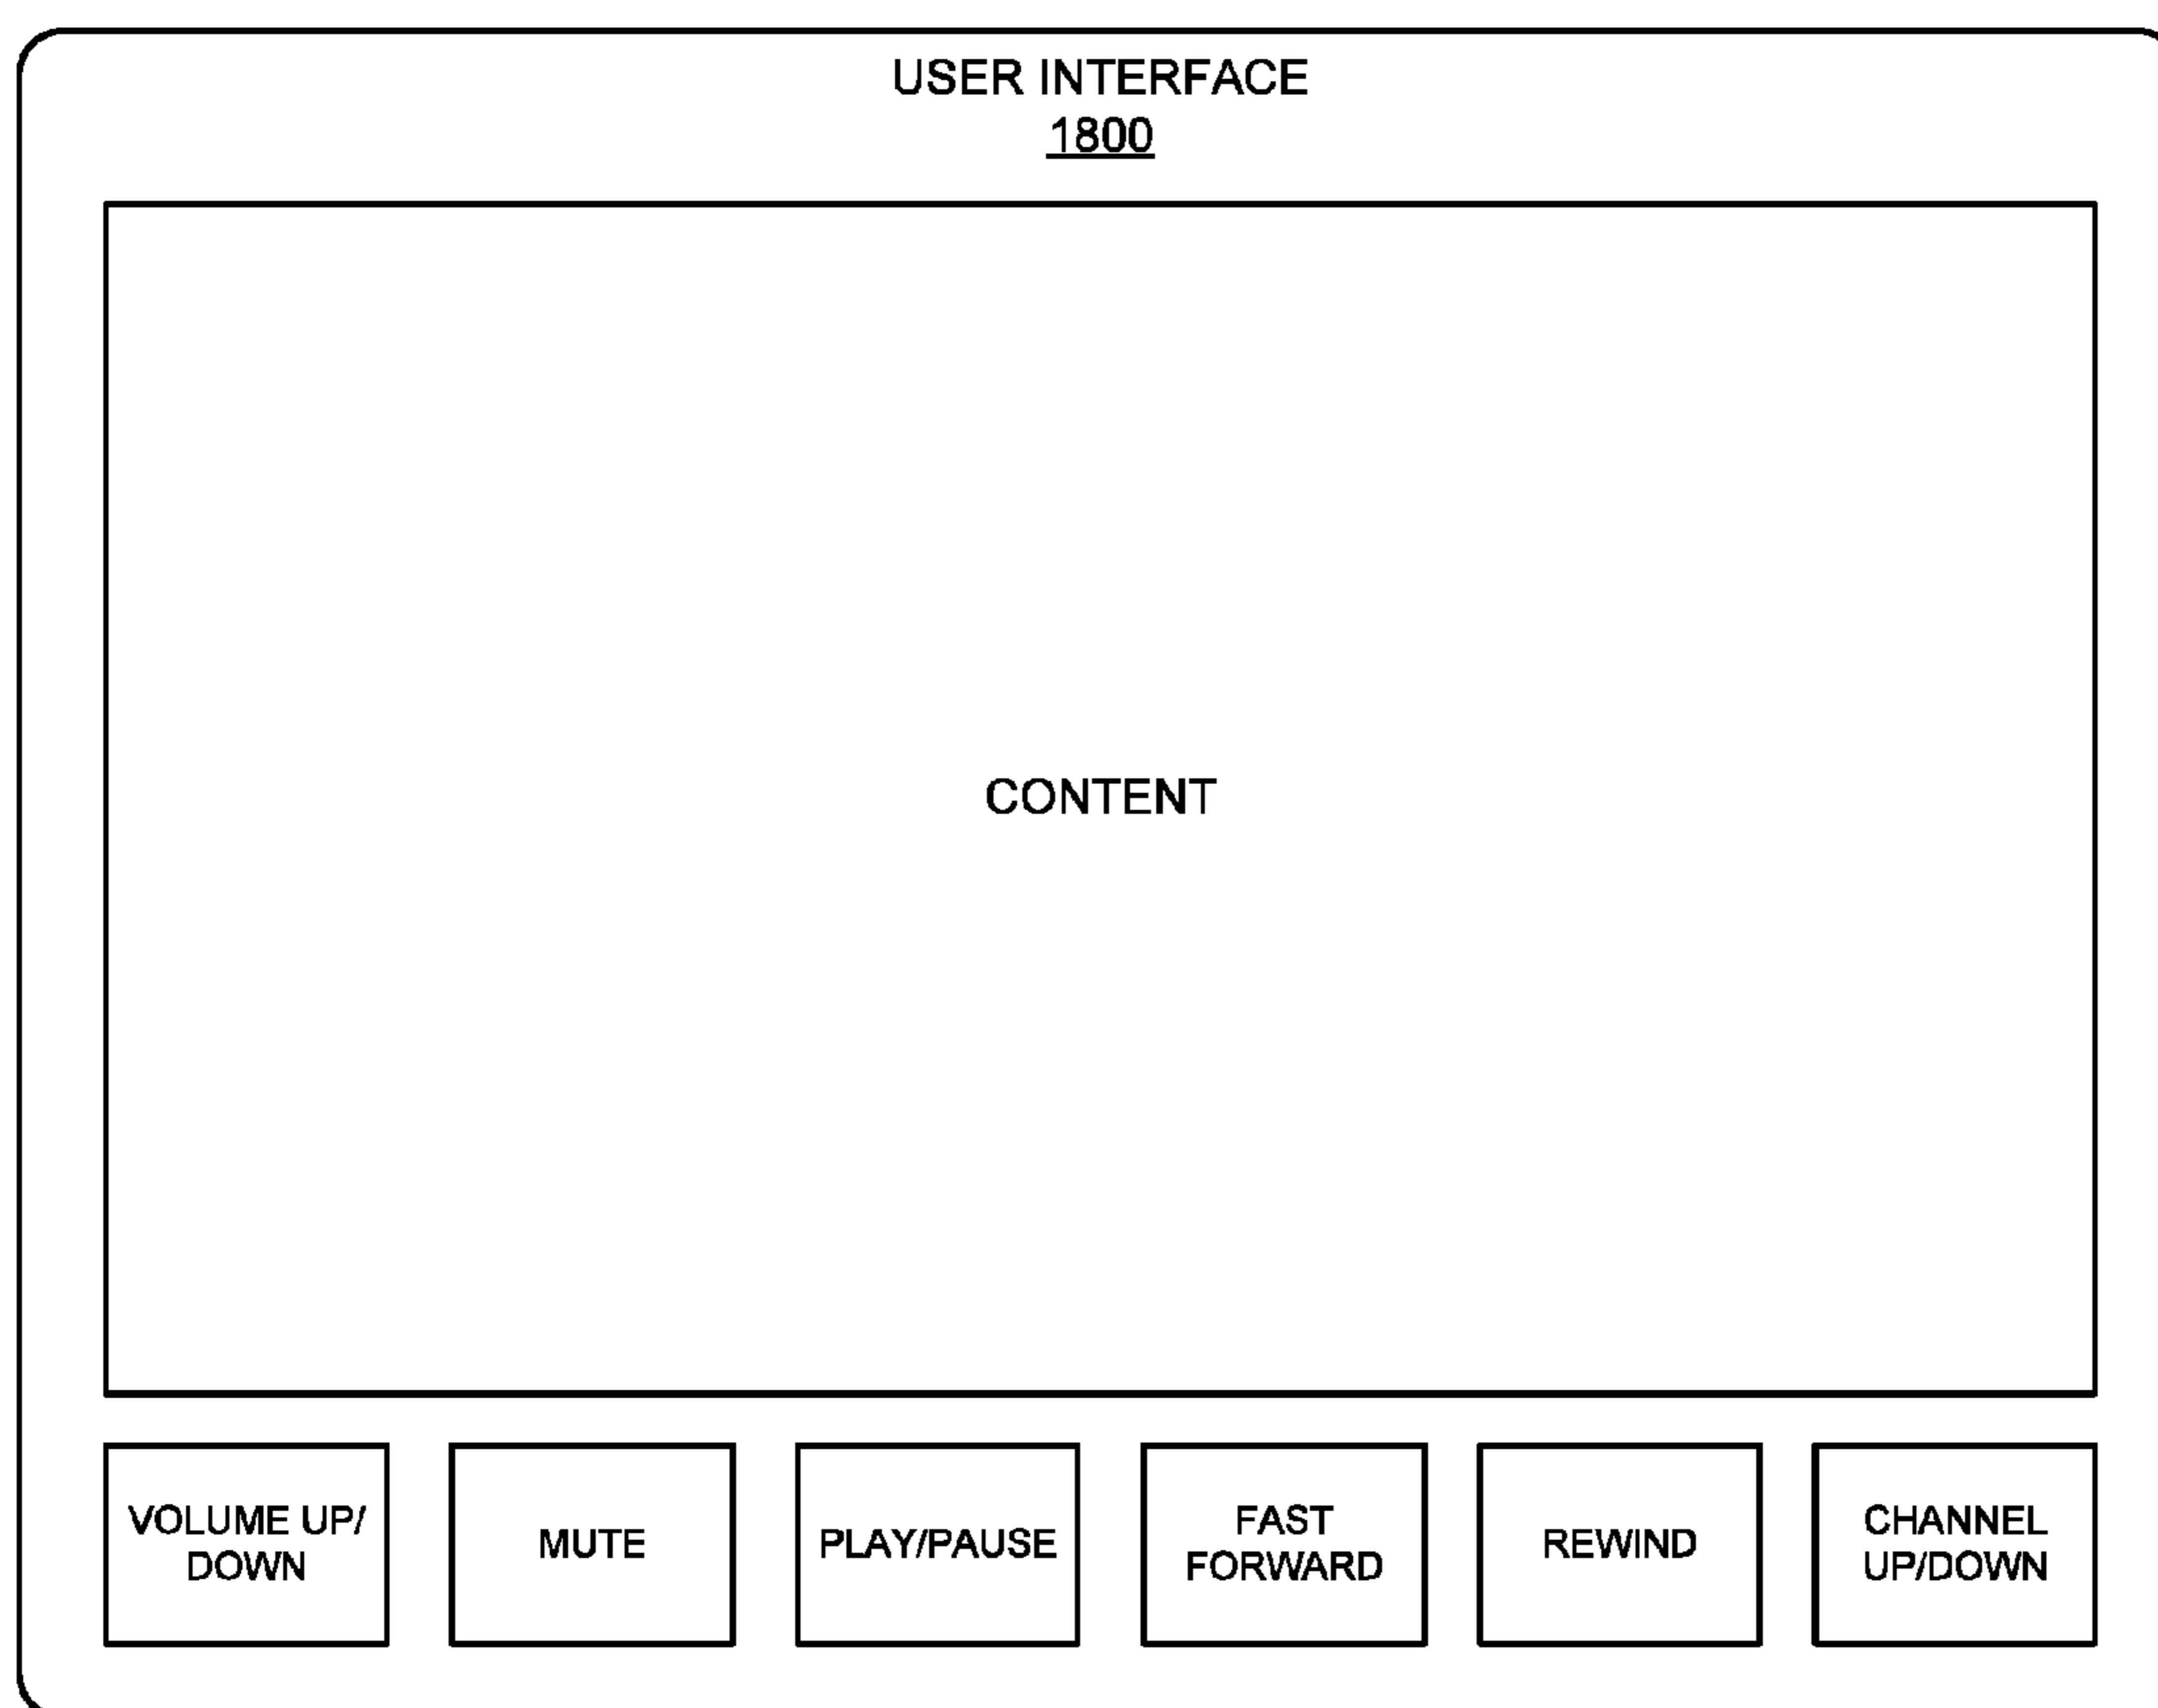 USER INTERFACE
1800
CONTENT
VOLUME UP/
DOWN
MUTE
PLAY/PAUSE
FAST
FORWARD
REWIND
CHANNEL
UP/DOWN